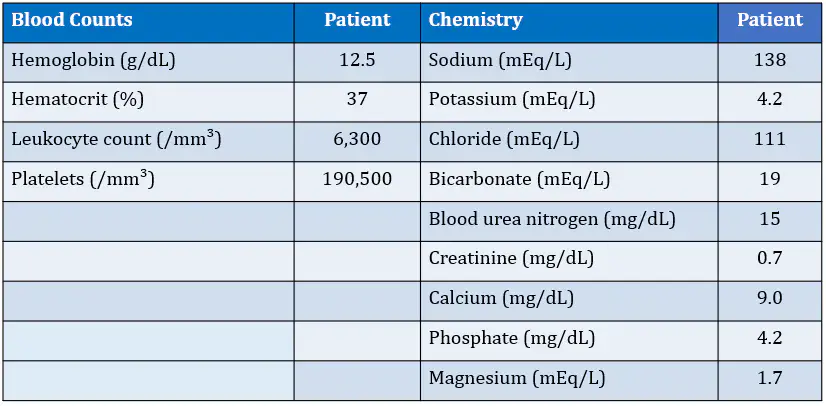 Blood Counts Patient Chemistry Patient
Hemoglobin (g/dL) 12.5 Sodium (mEq/L) 138
Hematocrit (%) 37 Potassium (mEq/L) 4.2
Leukocyte count (/mm³) 6,300 Chloride (mEq/L) 111
Platelets (/mm³) 190,500 Bicarbonate (mEq/L) 19
Blood urea nitrogen (mg/dL) 15
Creatinine (mg/dL) 0.7
Calcium (mg/dL) 9.0
Phosphate (mg/dL) 4.2
Magnesium (mEq/L) 1.7